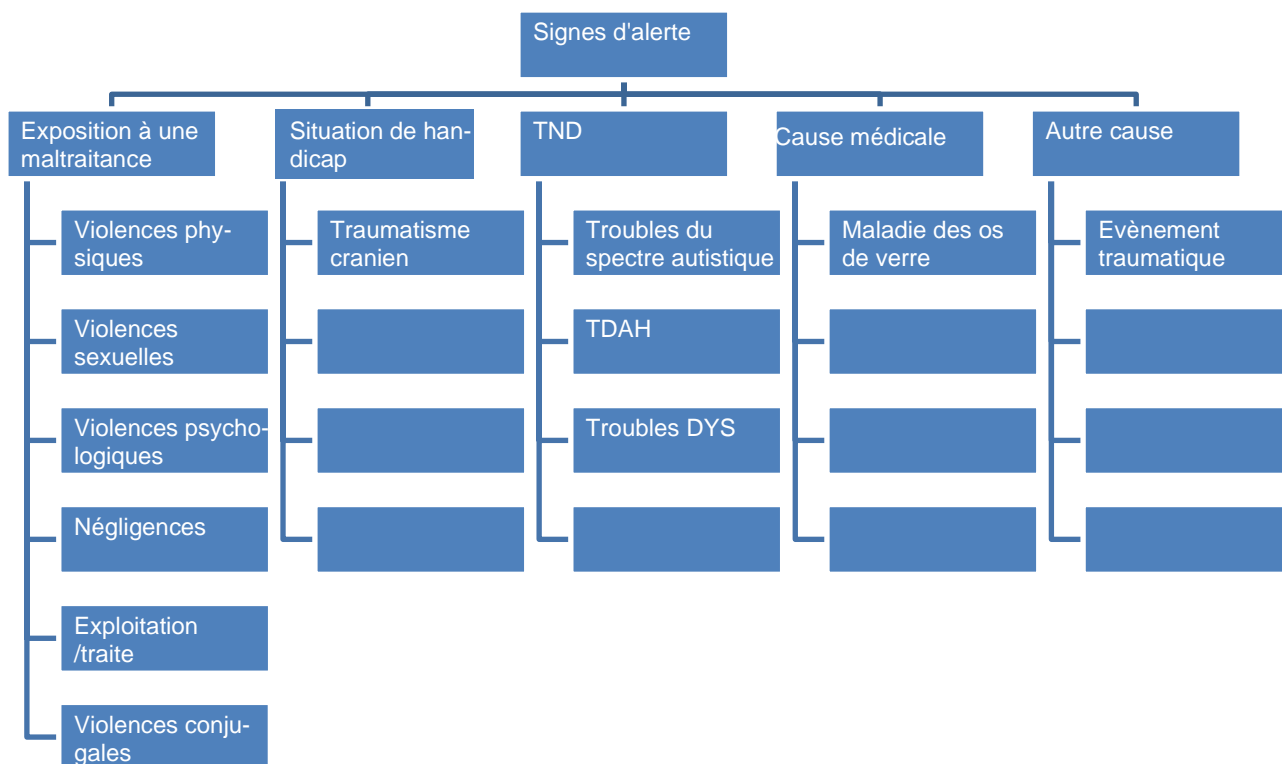 Signes d'alerte
Exposition à une
maltraitance
Violences phy-
siques
Violences
sexuelles
Violences psycho-
logiques
Négligences
Exploitation
/traite
Violences conju-
gales
Situation de han-
dicap
Traumatisme
cranien
TND
Troubles du
spectre autistique
TDAH
Troubles DYS
Cause médicale
Maladie des os
de verre
Autre cause
Evènement
traumatique